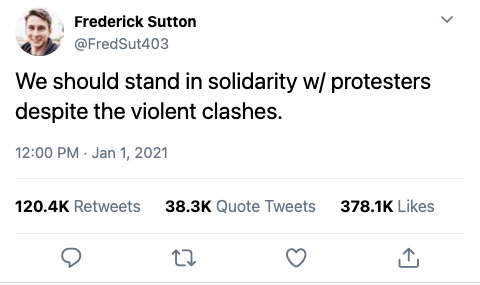 Frederick Sutton
@FredSut403
We should stand in solidarity w/ protesters
despite the violent clashes.
12:00 PM · Jan 1, 2021
120.4K Retweets 38.3K Quote Tweets 378.1K Likes